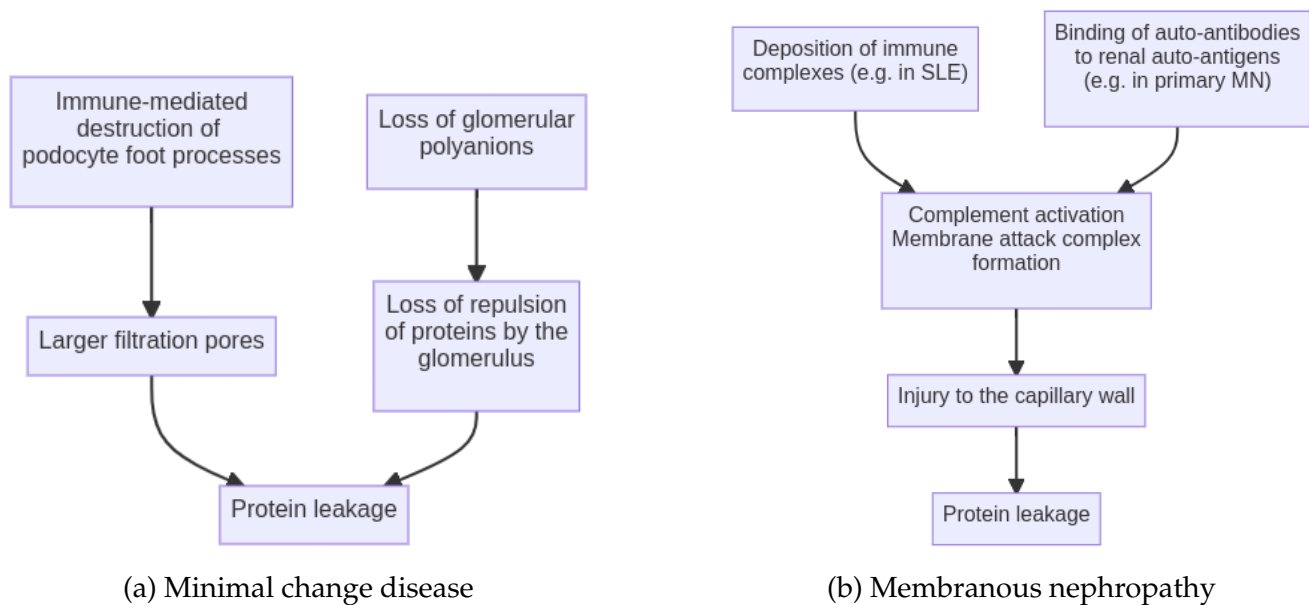 Immune-mediated
destruction of
podocyte foot processes
Loss of glomerular
polyanions
Larger filtration pores
Loss of repulsion
of proteins by the
glomerulus
Protein leakage
(a) Minimal change disease
Deposition of immune
complexes (e.g. in SLE)
Binding of auto-antibodies
to renal auto-antigens
(e.g. in primary MN)
Complement activation
Membrane attack complex
formation
Injury to the capillary wall
Protein leakage
(b) Membranous nephropathy